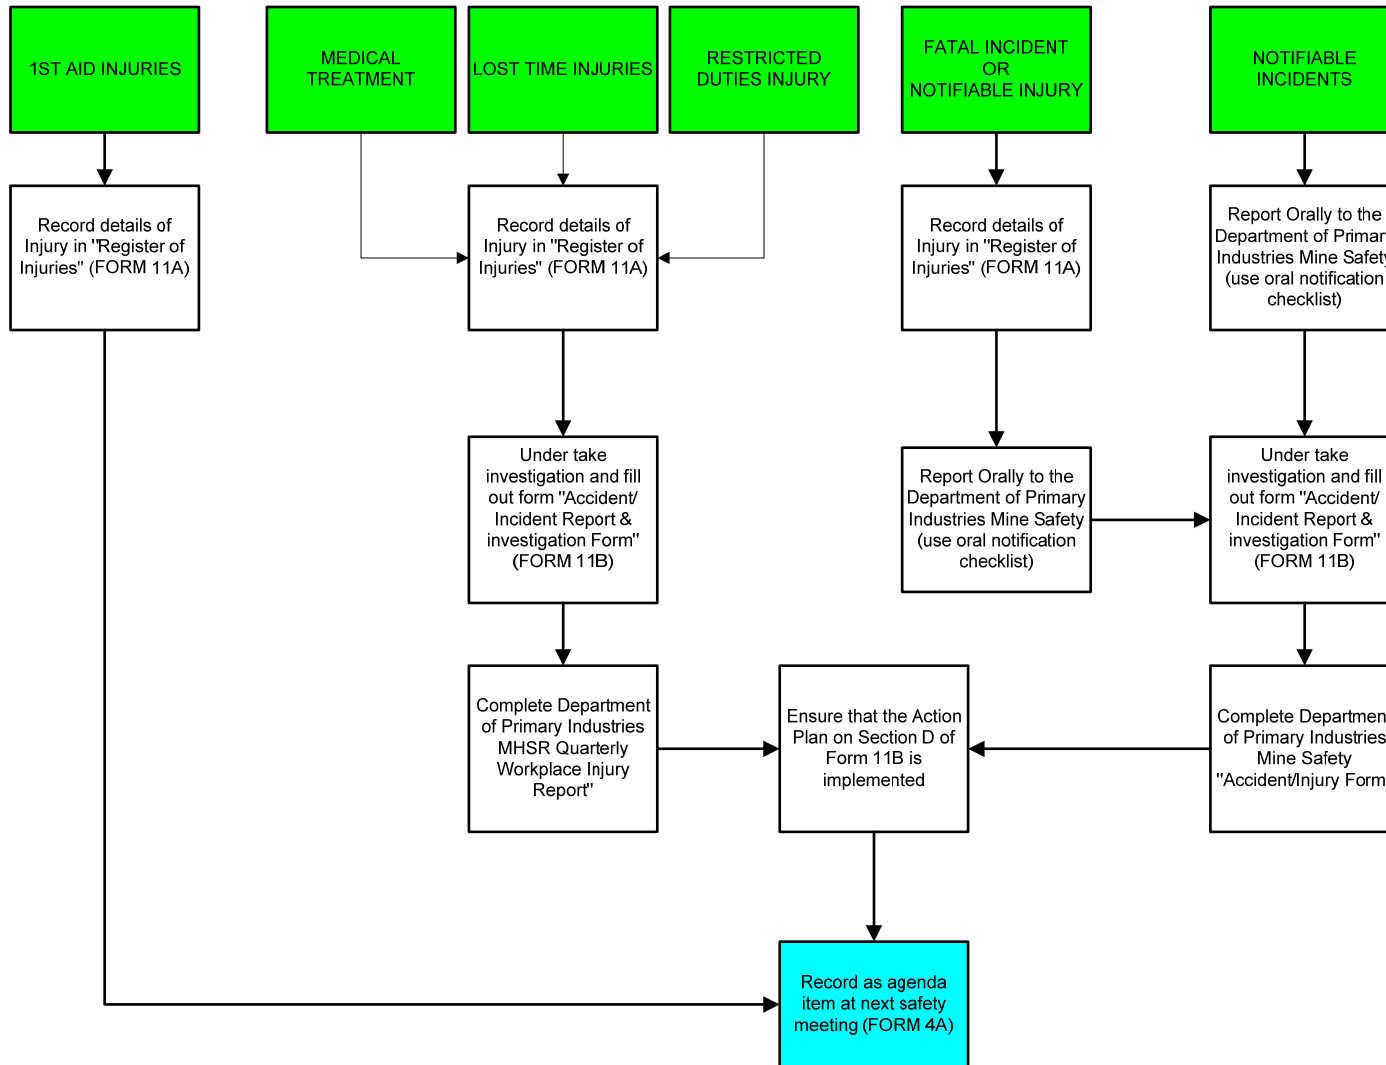 1ST AID INJURIES
MEDICAL
TREATMENT
LOST TIME INJURIES
RESTRICTED
DUTIES INJURY
FATAL INCIDENT
OR
NOTIFIABLE INJURY
NOTIFIABLE
INCIDENTS
Record details of
Injury in "Register of
Injuries" (FORM 11A)
Record details of
Injury in "Register of
Injuries" (FORM 11A)
Record details of
Injury in "Register of
Injuries" (FORM 11A)
Report Orally to the
Department of Primary
Industries Mine Safety
(use oral notification
checklist)
Under take
investigation and fill
out form "Accident/
Incident Report &
investigation Form"
(FORM 11B)
Report Orally to the
Department of Primary
Industries Mine Safety
(use oral notification
checklist)
Under take
investigation and fill
out form "Accident/
Incident Report &
investigation Form"
(FORM 11B)
Complete Department
of Primary Industries
MHSR Quarterly
Workplace Injury
Report"
Ensure that the Action
Plan on Section D of
Form 11B is
implemented
Complete Department
of Primary Industries
Mine Safety
"Accident/Injury Form
Record as agenda
item at next safety
meeting (FORM 4A)